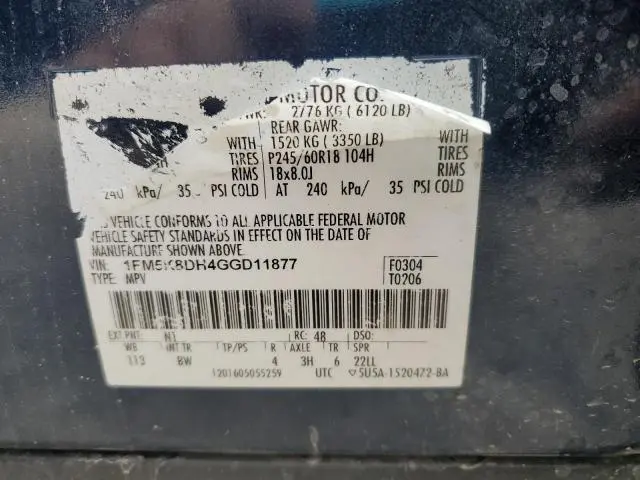 MOTOR CO.
2776 KG ( 6120 LB)
REAR GAWR:
WITH 1520 KG ( 3350 LB) WITH
TIRES P245/60R18 104H TIRES
RIMS 18x8.0J RIMS
240 kPa/ 35 PSI COLD AT 240 kPa/ 35 PSI COLD
VEHICLE CONFORMS TO ALL APPLICABLE FEDERAL MOTOR
VEHICLE SAFETY STANDARDS IN EFFECT ON THE DATE OF
MANUFACTURE SHOWN ABOVE.
VIN: 1FM5K8DH4GGD11877 F0304
TYPE: MPV T0206
EXT PNT: N1 RC: 48 DSO:
WB INT TR TP/PS R AXLE TR SPR
113 BW 4 3H 6 22LL
1201605055259 UTC 5U5A-1520472-BA